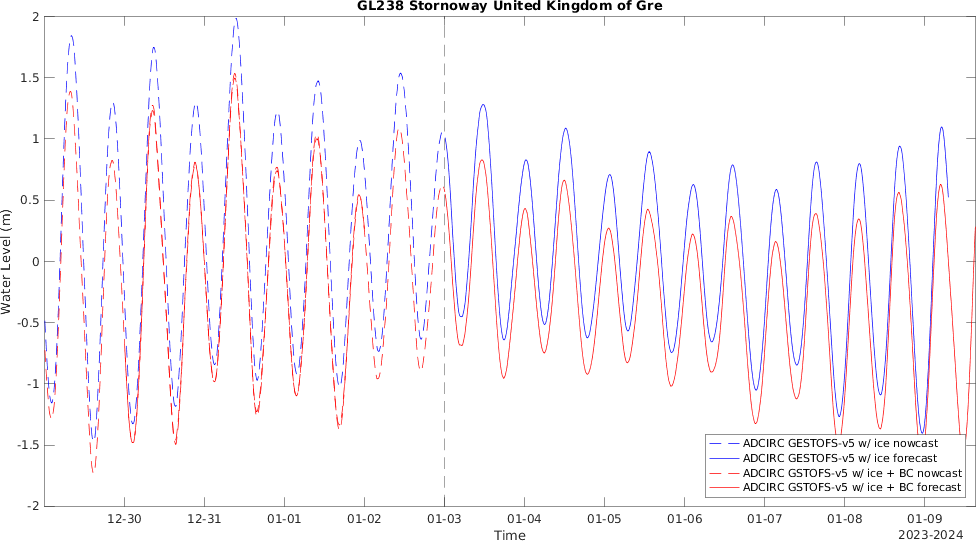 GL238 Stornoway United Kingdom of Gre
Water Level (m)
2
1.5
1
0.5
0
-0.5
-1
-1.5
-2
12-30 12-31 01-01 01-02 01-03 01-04 01-05 01-06 01-07 01-08 01-09
Time
2023-2024
ADCIRC GESTOFS-v5 w/ ice nowcast
ADCIRC GESTOFS-v5 w/ ice forecast
ADCIRC GSTOFS-v5 w/ ice + BC nowcast
ADCIRC GSTOFS-v5 w/ ice + BC forecast